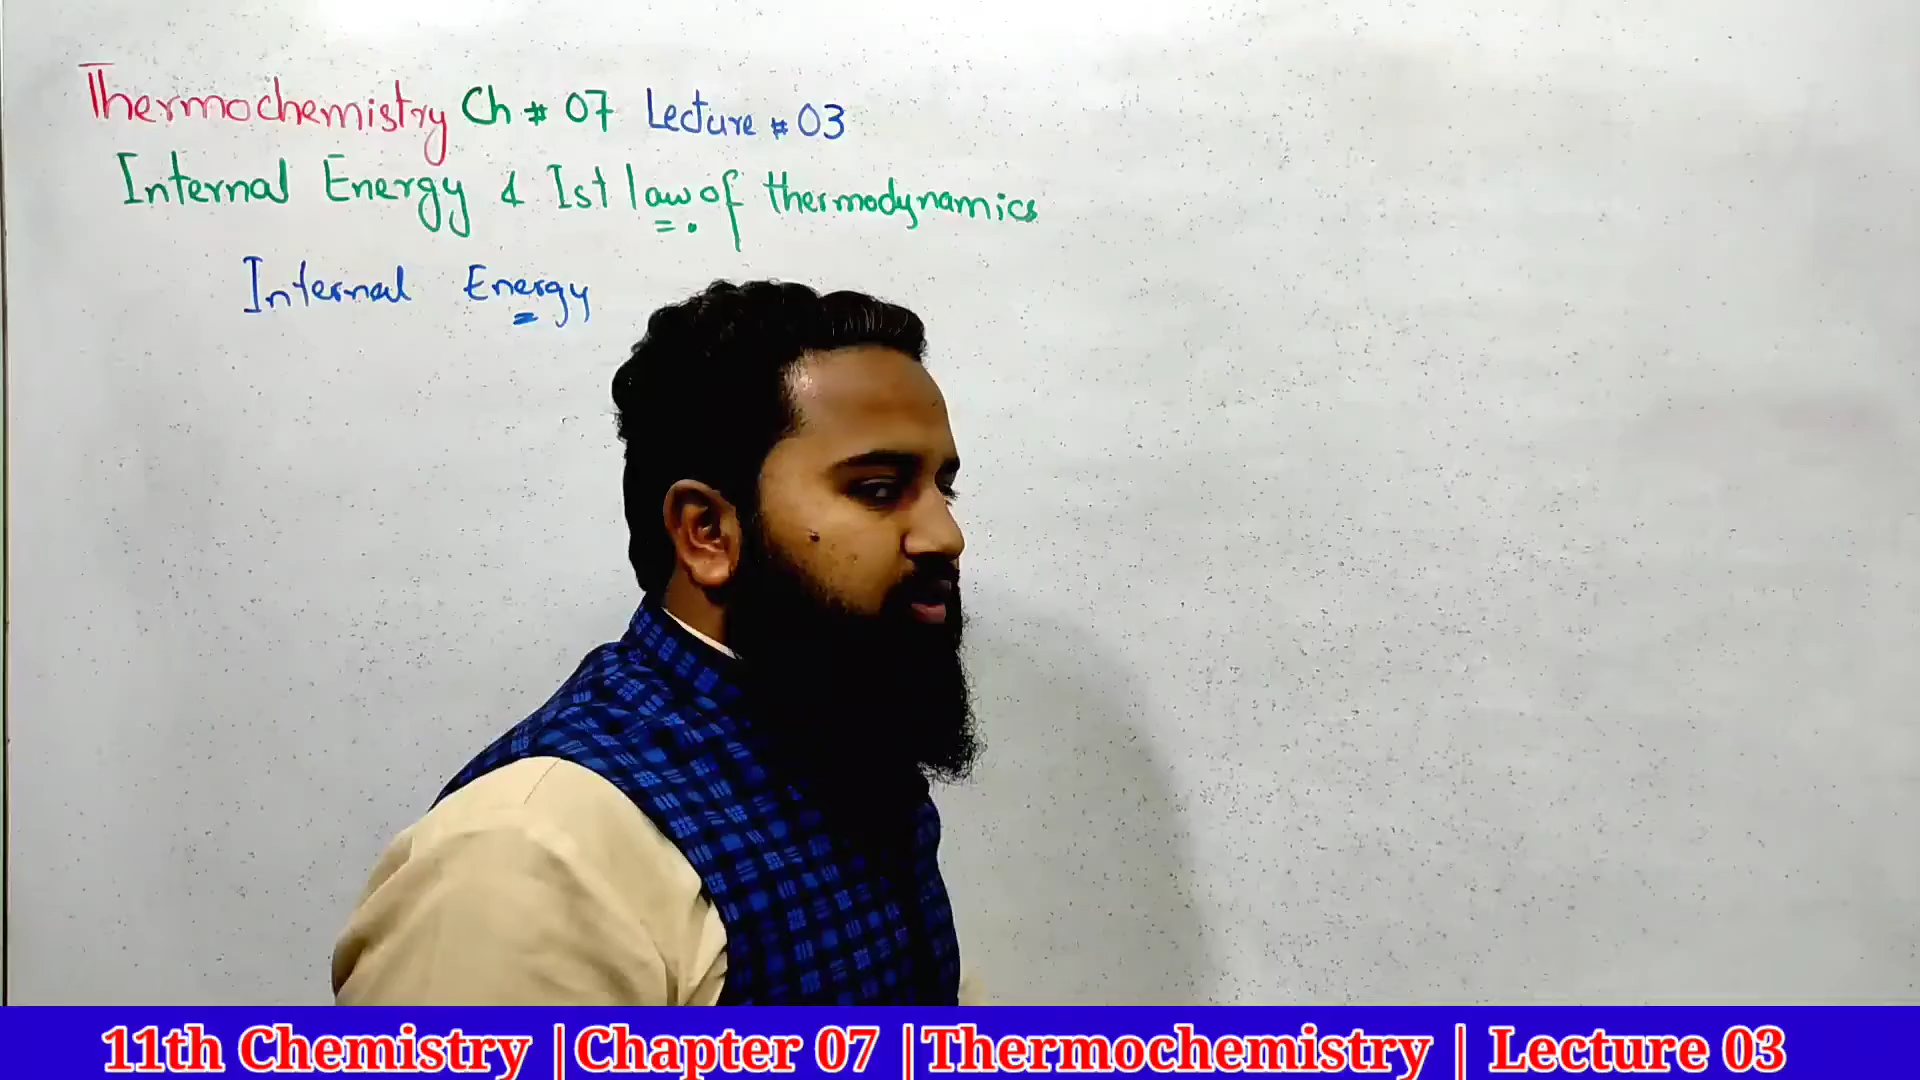 Thermochemistry Ch # 07 Lecture # 03
Internal Energy & Ist law of thermodynamics
Internal Energy
11th Chemistry | Chapter 07 | Thermochemistry | Lecture 03